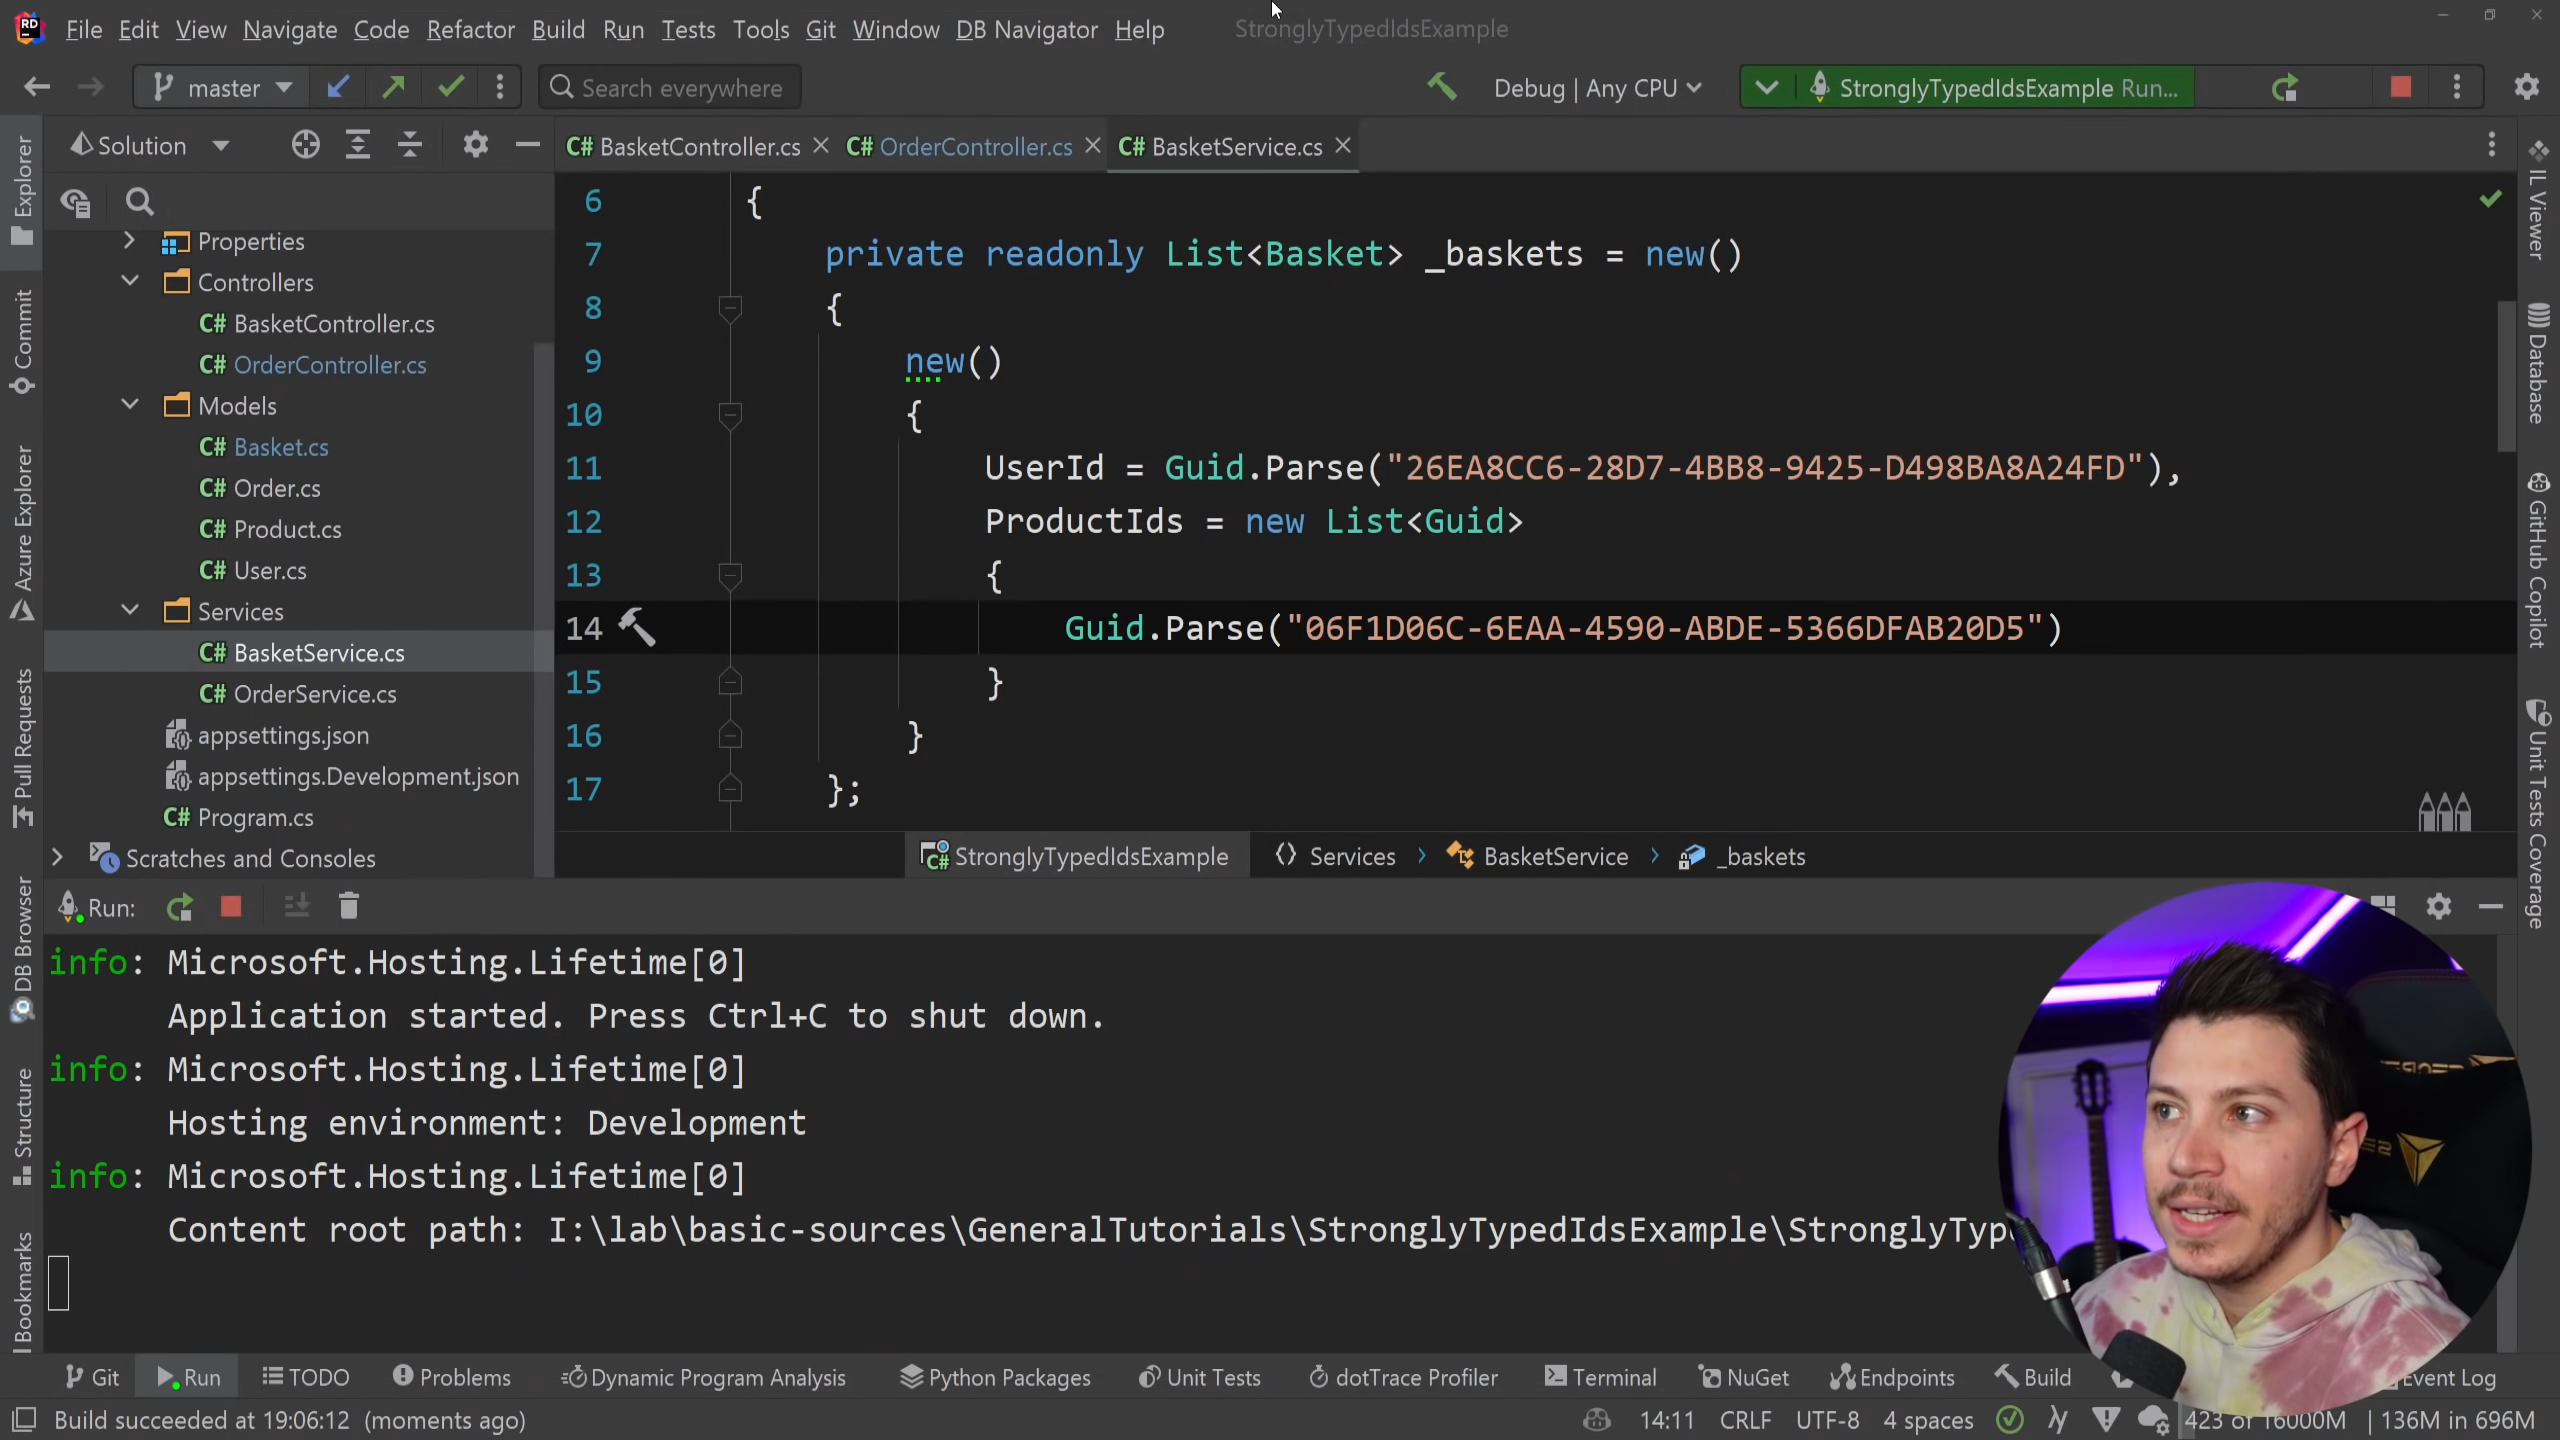 RD
File Edit View Navigate Code Refactor Build Run Tests Tools Git Window DB Navigator Help StronglyTypedIdsExample
master Search everywhere Debug | Any CPU StronglyTypedIdsExample Run...
Solution
C# BasketController.cs C# OrderController.cs C# BasketService.cs
Properties
Controllers
C# BasketController.cs
C# OrderController.cs
Models
C# Basket.cs
C# Order.cs
C# Product.cs
C# User.cs
Services
C# BasketService.cs
C# OrderService.cs
appsettings.json
appsettings.Development.json
C# Program.cs
Scratches and Consoles
6 {
7 private readonly List<Basket> _baskets = new()
8 {
9 new()
10 {
11 UserId = Guid.Parse("26EA8CC6-28D7-4BB8-9425-D498BA8A24FD"),
12 ProductIds = new List<Guid>
13 {
14 Guid.Parse("06F1D06C-6EAA-4590-ABDE-5366DFAB20D5")
15 }
16 }
17 };
StronglyTypedIdsExample Services BasketService _baskets
Explorer
Commit
Azure Explorer
Pull Requests
DB Browser
Structure
Bookmarks
IL Viewer
Database
GitHub Copilot
Unit Tests Coverage
Run:
info: Microsoft.Hosting.Lifetime[0]
Application started. Press Ctrl+C to shut down.
info: Microsoft.Hosting.Lifetime[0]
Hosting environment: Development
info: Microsoft.Hosting.Lifetime[0]
Content root path: I:\lab\basic-sources\GeneralTutorials\StronglyTypedIdsExample\StronglyTyp
Git Run TODO Problems Dynamic Program Analysis Python Packages Unit Tests dotTrace Profiler Terminal NuGet Endpoints Build Event Log
Build succeeded at 19:06:12 (moments ago) 14:11 CRLF UTF-8 4 spaces 423 of 16000M 136M in 696M